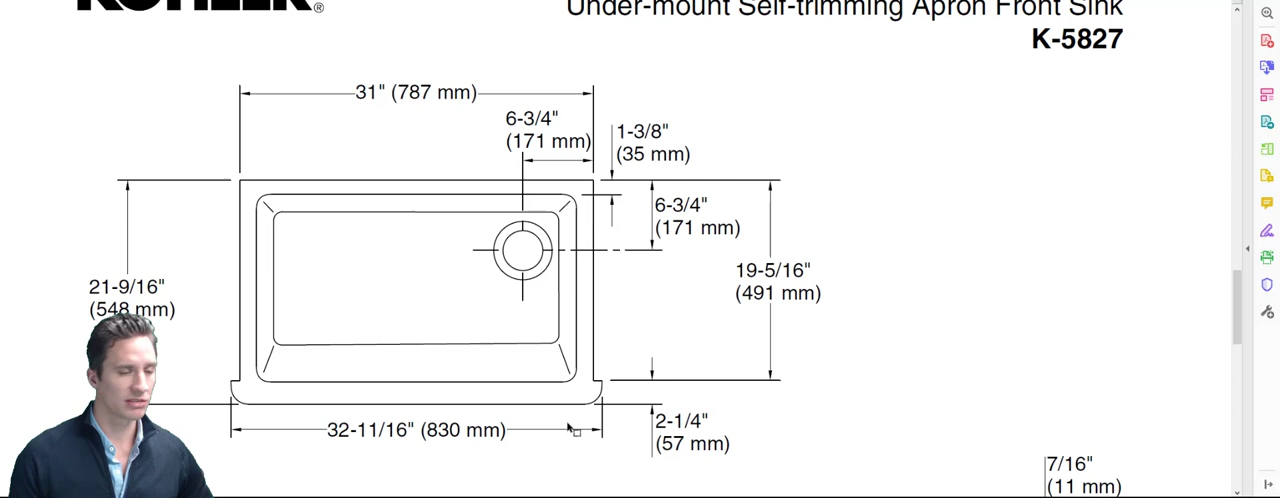 KOHLER®
Under-mount Self-trimming Apron Front Sink
K-5827
31" (787 mm)
6-3/4"
(171 mm)
1-3/8"
(35 mm)
6-3/4"
(171 mm)
19-5/16"
(491 mm)
21-9/16"
(548 mm)
2-1/4"
(57 mm)
32-11/16" (830 mm)
7/16"
(11 mm)